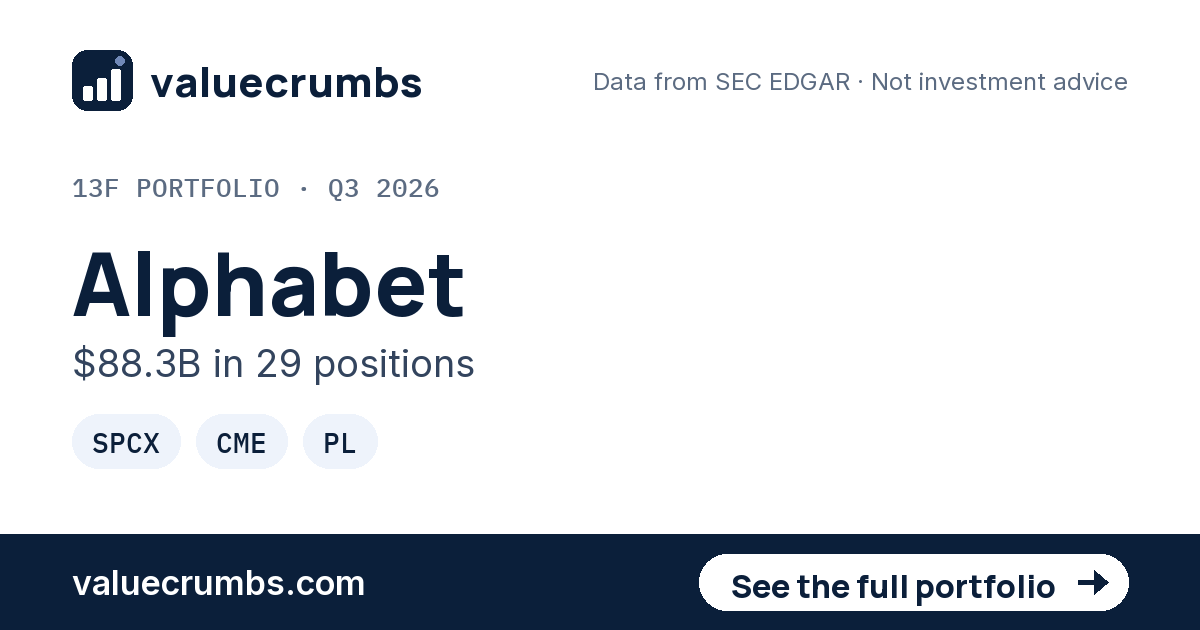 valuecrumbs
Data from SEC EDGAR · Not investment advice
13F PORTFOLIO · Q3 2026
Alphabet
$88.3B in 29 positions
SPCX CME PL
valuecrumbs.com
See the full portfolio →